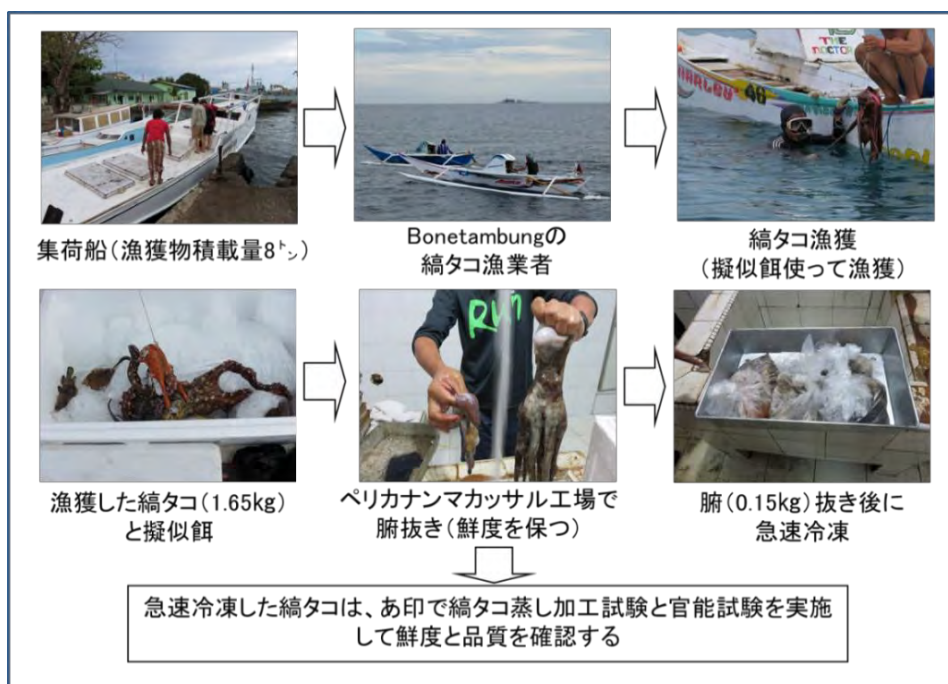 THE
DOCTOR
HARLEY 46
集荷船(漁獲物積載量8㌧)
Bonetambungの
縞タコ漁業者
縞タコ漁獲
(擬似餌使って漁獲)
RUN
漁獲した縞タコ(1.65kg)
と擬似餌
ペリカナンマカッサル工場で
腑抜き(鮮度を保つ)
腑(0.15kg)抜き後に
急速冷凍
急速冷凍した縞タコは、あ印で縞タコ蒸し加工試験と官能試験を実施
して鮮度と品質を確認する